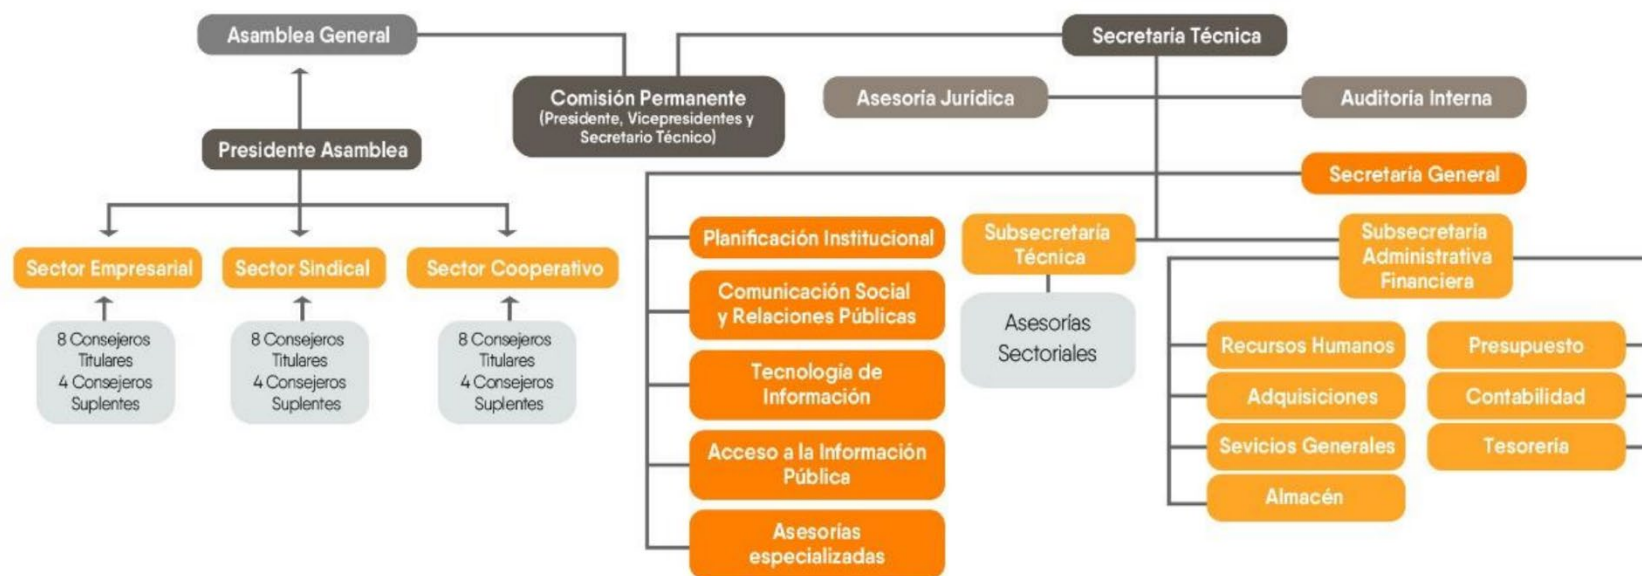 Asamblea General
Secretaría Técnica
Comisión Permanente
(Presidente, Vicepresidentes y
Secretario Técnico)
Asesoría Jurídica
Auditoria Interna
Presidente Asamblea
Secretaría General
Sector Empresarial
Sector Sindical
Sector Cooperativo
8 Consejeros
Titulares
4 Consejeros
Suplentes
8 Consejeros
Titulares
4 Consejeros
Suplentes
8 Consejeros
Titulares
4 Consejeros
Suplentes
Planificación Institucional
Comunicación Social
y Relaciones Públicas
Tecnología de
Información
Acceso a la Información
Pública
Asesorías
especializadas
Subsecretaría
Técnica
Asesorías
Sectoriales
Subsecretaría
Administrativa
Financiera
Recursos Humanos
Adquisiciones
Sevicios Generales
Almacén
Presupuesto
Contabilidad
Tesorería